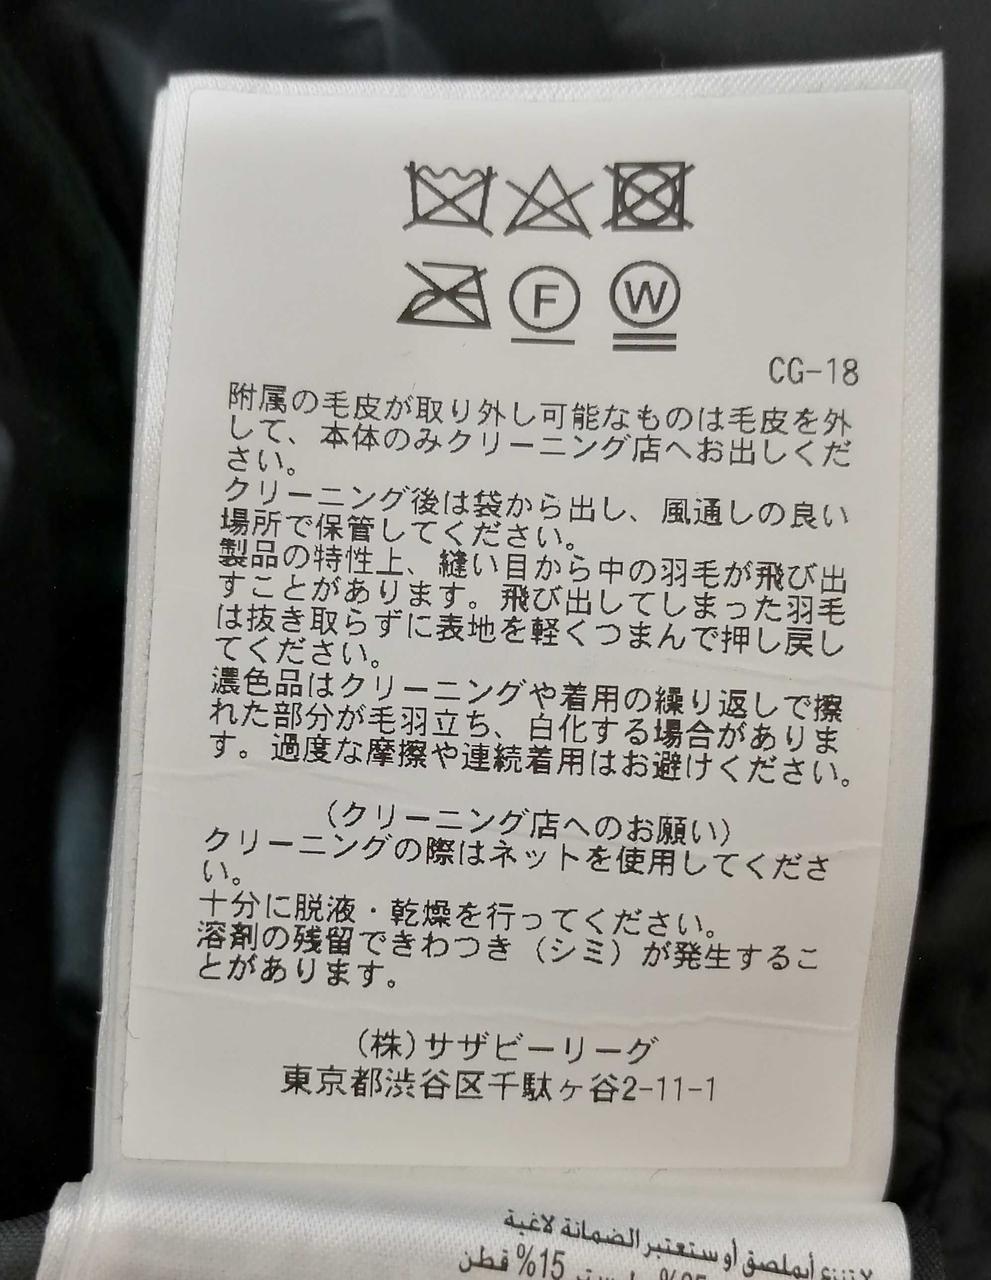 F W
CG-18
附属の毛皮が取り外し可能なものは毛皮を外
して、本体のみクリーニング店へお出しくだ
さい。
クリーニング後は袋から出し、風通しの良い
場所で保管してください。
製品の特性上、縫い目から中の羽毛が飛び出
すことがあります。飛び出してしまった羽毛
は抜き取らずに表地を軽くつまんで押し戻し
てください。
濃色品はクリーニングや着用の繰り返しで擦
れた部分が毛羽立ち、白化する場合がありま
す。過度な摩擦や連続着用はお避けください。
(クリーニング店へのお願い)
クリーニングの際はネットを使用してくださ
い。
十分に脱液・乾燥を行ってください。
溶剤の残留できわつき(シミ)が発生するこ
とがあります。
(株)サザビーリーグ
東京都渋谷区千駄ヶ谷2-11-1
أو ستعتبر الضمانة لاغية
15% قطن